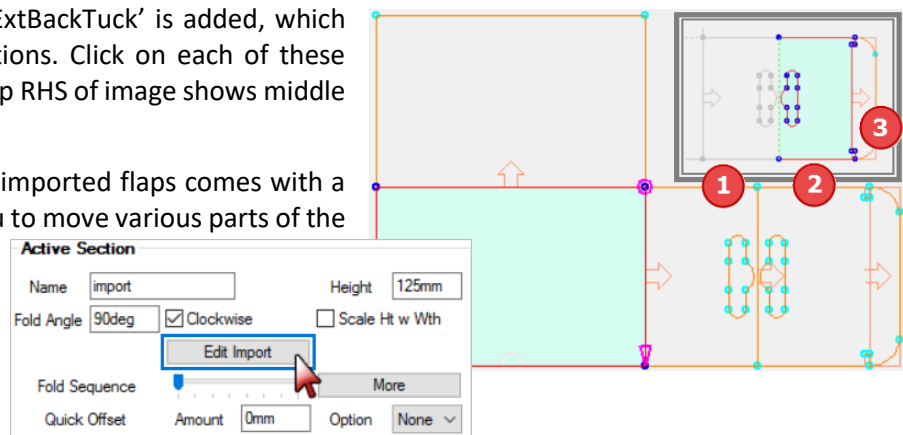 ExtBackTuck’ is added, which
tions. Click on each of these
p RHS of image shows middle
imported flaps comes with a
u to move various parts of the
3
1
2
Active Section
Name import Height 125mm
Fold Angle 90deg Clockwise Scale Ht w Wth
Edit Import
Fold Sequence More
Quick Offset Amount 0mm Option None